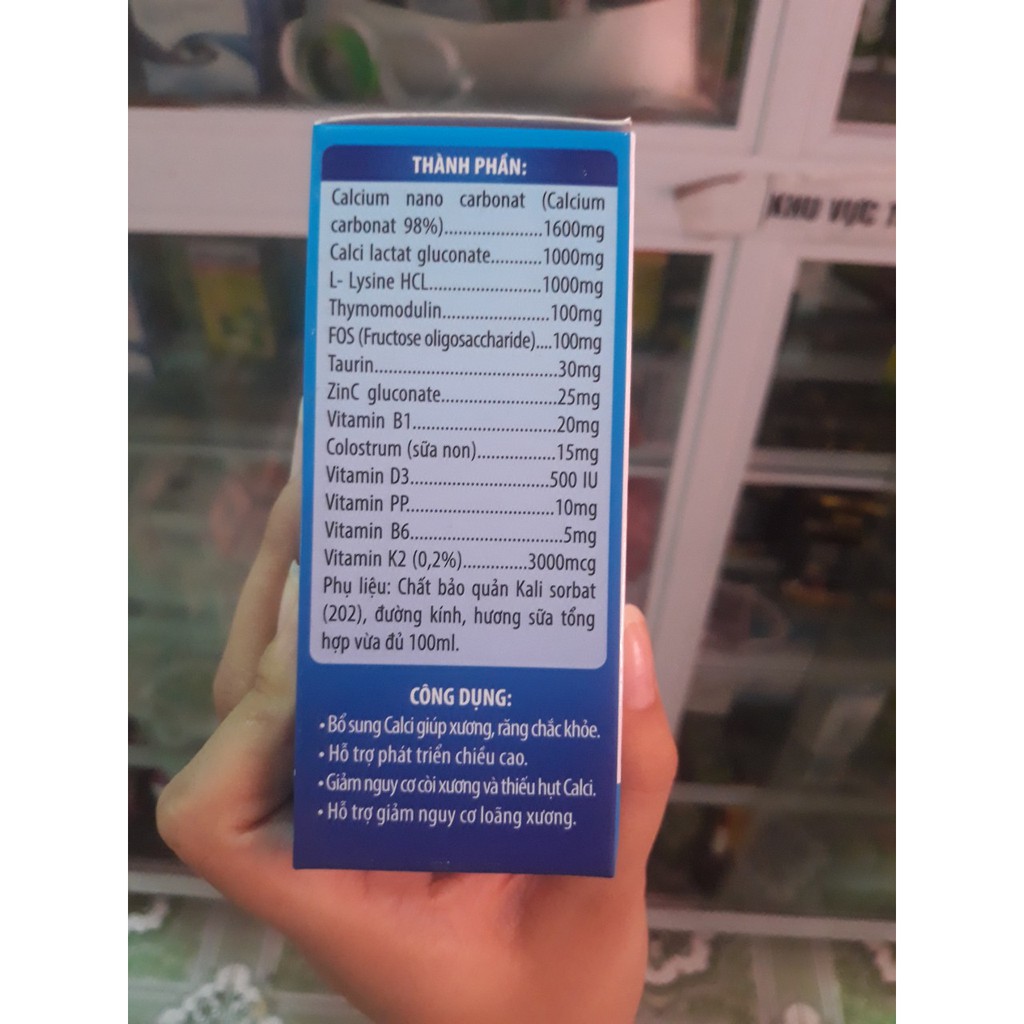 THÀNH PHẦN:
Calcium nano carbonat (Calcium
carbonat 98%).....................1600mg
Calci lactat gluconate...........1000mg
L- Lysine HCL........................1000mg
Thymomodulin.......................100mg
FOS (Fructose oligosaccharide)....100mg
Taurin.......................................30mg
ZinC gluconate.........................25mg
Vitamin B1...............................20mg
Colostrum (sữa non).................15mg
Vitamin D3..............................500 IU
Vitamin PP................................10mg
Vitamin B6.................................5mg
Vitamin K2 (0,2%)..............3000mcg
Phụ liệu: Chất bảo quản Kali sorbat
(202), đường kính, hương sữa tổng
hợp vừa đủ 100ml.
CÔNG DỤNG:
• Bổ sung Calci giúp xương, răng chắc khỏe.
• Hỗ trợ phát triển chiều cao.
• Giảm nguy cơ còi xương và thiếu hụt Calci.
• Hỗ trợ giảm nguy cơ loãng xương.
KHU VỰC